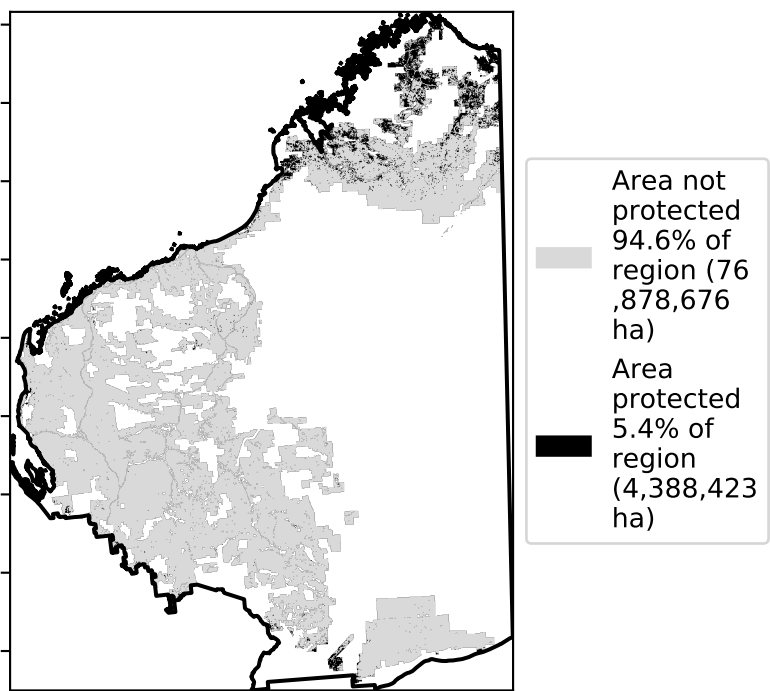 Area not
protected
94.6% of
region (76
,878,676
ha)
Area
protected
5.4% of
region
(4,388,423
ha)